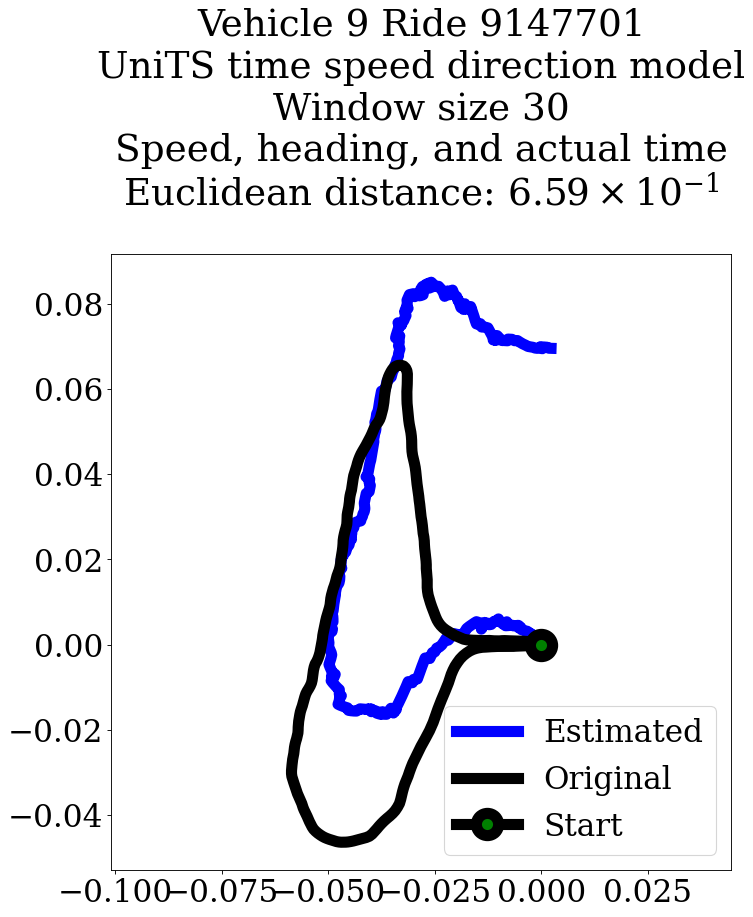 Vehicle 9 Ride 9147701
UniTS time speed direction model
Window size 30
Speed, heading, and actual time
Euclidean distance: 6.59 × 10⁻¹
0.08
0.06
0.04
0.02
0.00
−0.02
−0.04
Estimated
Original
Start
−0.100 −0.075 −0.050 −0.025 0.000 0.025